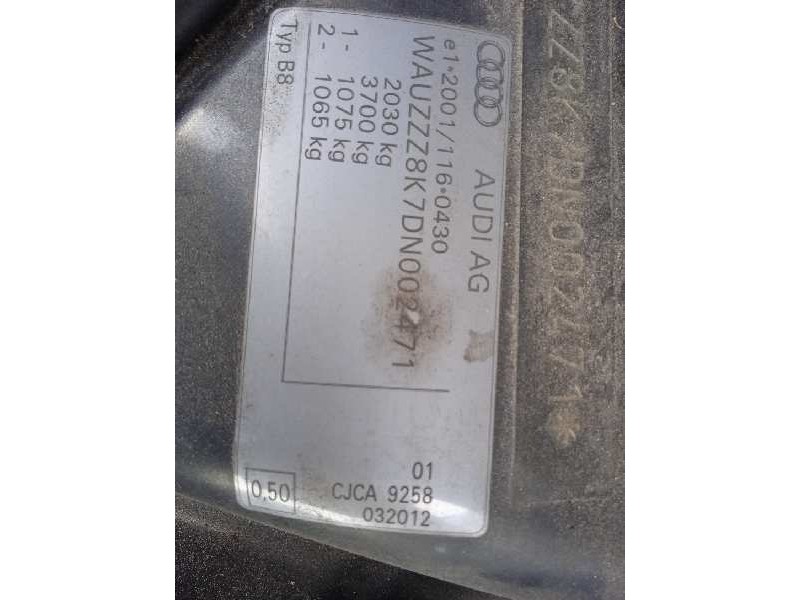 AUDI AG
e1*2001/116*0430
WAUZZZ8K7DN002471
2030 kg
3700 kg
1 - 1075 kg
2 - 1065 kg
Typ B8
01
CJCA 9258
032012
0,50
ZZ8K7DN002471*